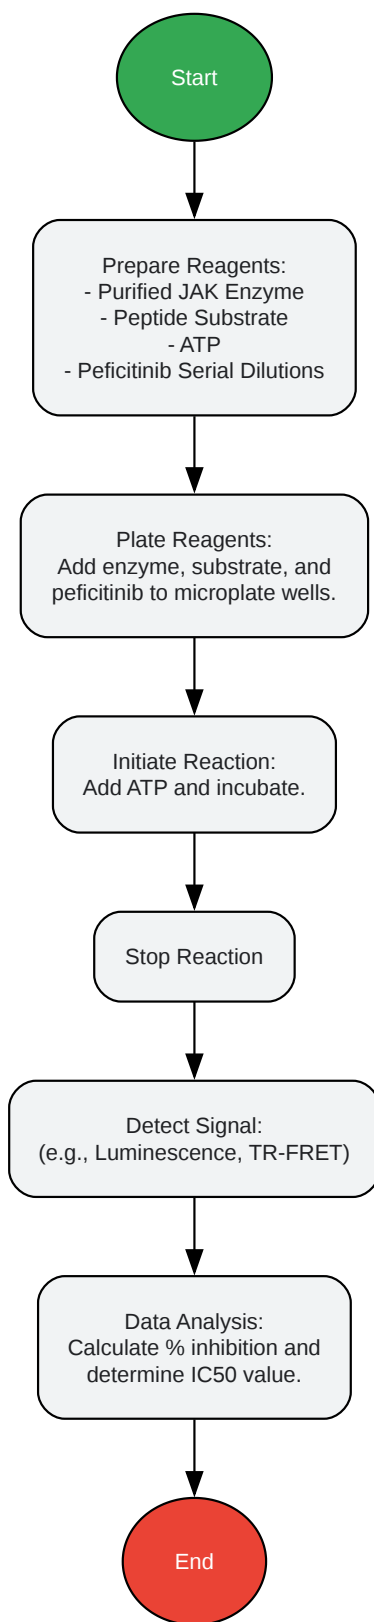 Start
Prepare Reagents:
- Purified JAK Enzyme
- Peptide Substrate
- ATP
- Peficitinib Serial Dilutions
Plate Reagents:
Add enzyme, substrate, and
peficitinib to microplate wells.
Initiate Reaction:
Add ATP and incubate.
Stop Reaction
Detect Signal:
(e.g., Luminescence, TR-FRET)
Data Analysis:
Calculate % inhibition and
determine IC50 value.
End